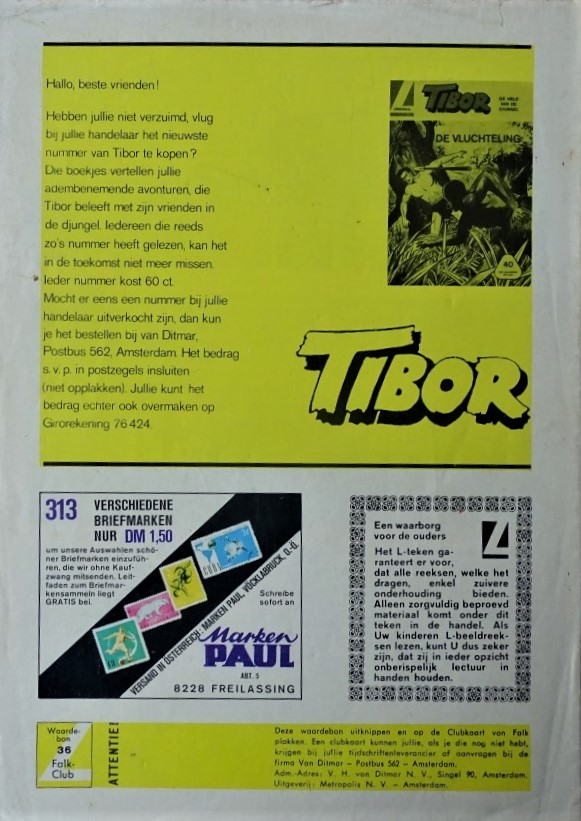 Hallo, beste vrienden!
Hebben jullie niet verzuimd, vlug
bij jullie handelaar het nieuwste
nummer van Tibor te kopen?
Die boekjes vertellen jullie
adembenemende avonturen, die
Tibor beleeft met zijn vrienden in
de djungel. Iedereen die reeds
zo's nummer heeft gelezen, kan het
in de toekomst niet meer missen.
Ieder nummer kost 60 ct.
Mocht er eens een nummer bij jullie
handelaar uitverkocht zijn, dan kun
je het bestellen bij van Ditmar,
Postbus 562, Amsterdam. Het bedrag
s. v. p. in postzegels insluiten
(niet opplakken). Jullie kunt het
bedrag echter ook overmaken op
Girorekening 76 424.
L
TIBOR
DE HELD
VAN DE
DJUNGEL
DE VLUCHTELING
40
TIBOR
313 VERSCHIEDENE
BRIEFMARKEN
NUR DM 1,50
um unsere Auswahlen schö-
ner Briefmarken einzufüh-
ren, die wir ohne Kauf-
zwang mitsenden. Leit-
faden zum Briefmar-
kensammeln liegt
GRATIS bei.
CUBA
Schreibe
sofort an
VERSAND IN ÖSTERREICH: MARKEN PAUL, VÖCKLABRUCK, O.-Ö.
Marken
PAUL
ABT. 5
8228 FREILASSING
Een waarborg
voor de ouders
L
Het L-teken ga-
ranteert er voor,
dat alle reeksen, welke het
dragen, enkel zuivere
onderhouding bieden.
Alleen zorgvuldig beproevd
materiaal komt onder dit
teken in de handel. Als
Uw kinderen L-beeldreek-
sen lezen, kunt U dus zeker
zijn, dat zij in ieder opzicht
onberispelijk lectuur in
handen houden.
Waarde-
bon
36
Falk-
Club
ATTENTIE!
Deze waardebon uitknippen en op de Clubkaart van Falk
plakken. Een clubkaart kunnen jullie, als je die nog niet hebt,
krijgen bij jullie tijdschriftenleverancier of aanvragen bij de
firma Van Ditmar – Postbus 562 – Amsterdam.
Adm.-Adres: V. H. van Ditmar N. V., Singel 90, Amsterdam.
Uitgeverij: Metropolis N. V. – Amsterdam.